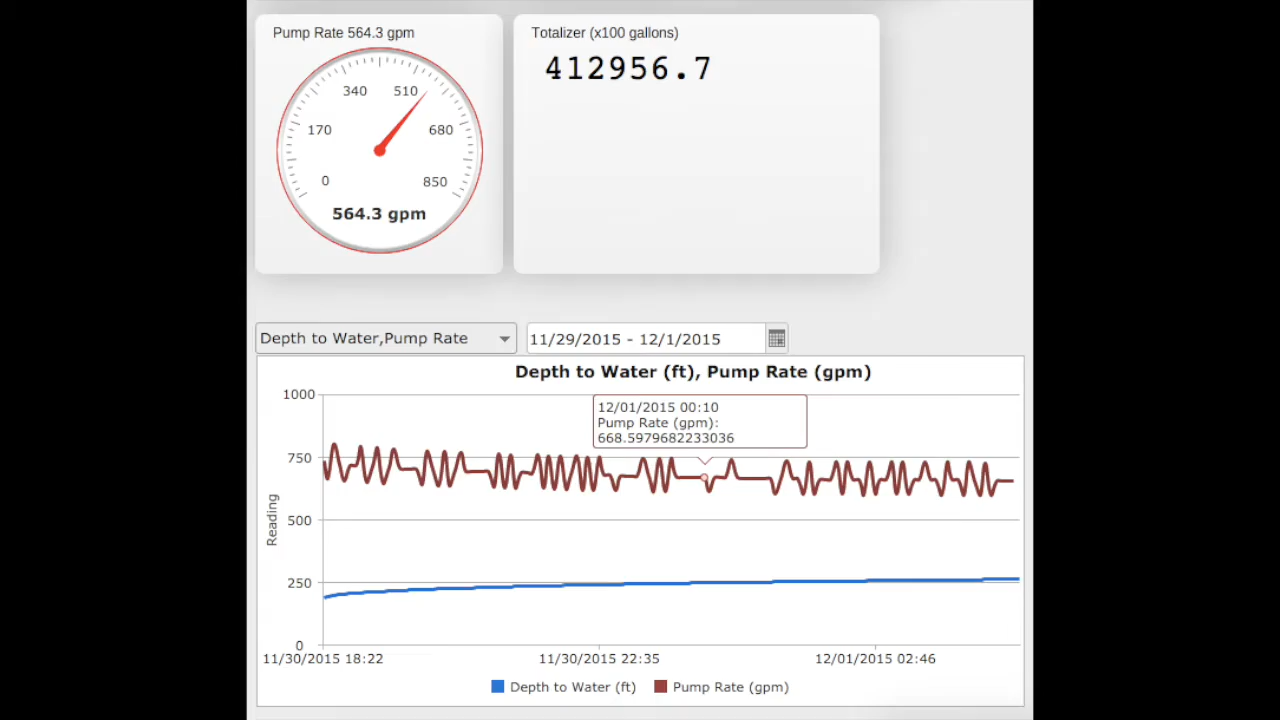 Pump Rate 564.3 gpm
Totalizer (x100 gallons)
412956.7
340 510
170 680
0 850
564.3 gpm
Depth to Water,Pump Rate
11/29/2015 - 12/1/2015
Depth to Water (ft), Pump Rate (gpm)
1000
12/01/2015 00:10
Pump Rate (gpm):
668.5979682233036
750
Reading
500
250
0
11/30/2015 18:22 11/30/2015 22:35 12/01/2015 02:46
Depth to Water (ft) Pump Rate (gpm)